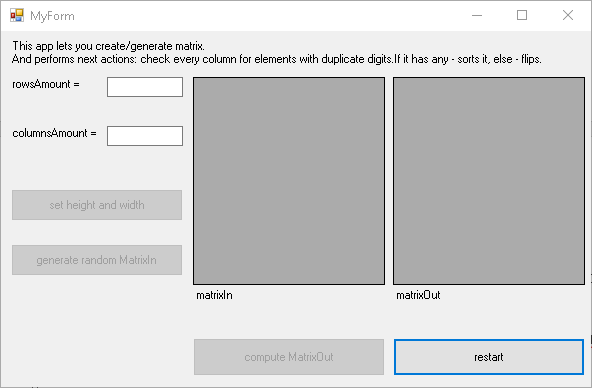 MyForm
This app lets you create/generate matrix.
And performs next actions: check every column for elements with duplicate digits.If it has any - sorts it, else - flips.
rowsAmount =
columnsAmount =
set height and width
generate random MatrixIn
matrixIn
matrixOut
compute MatrixOut
restart